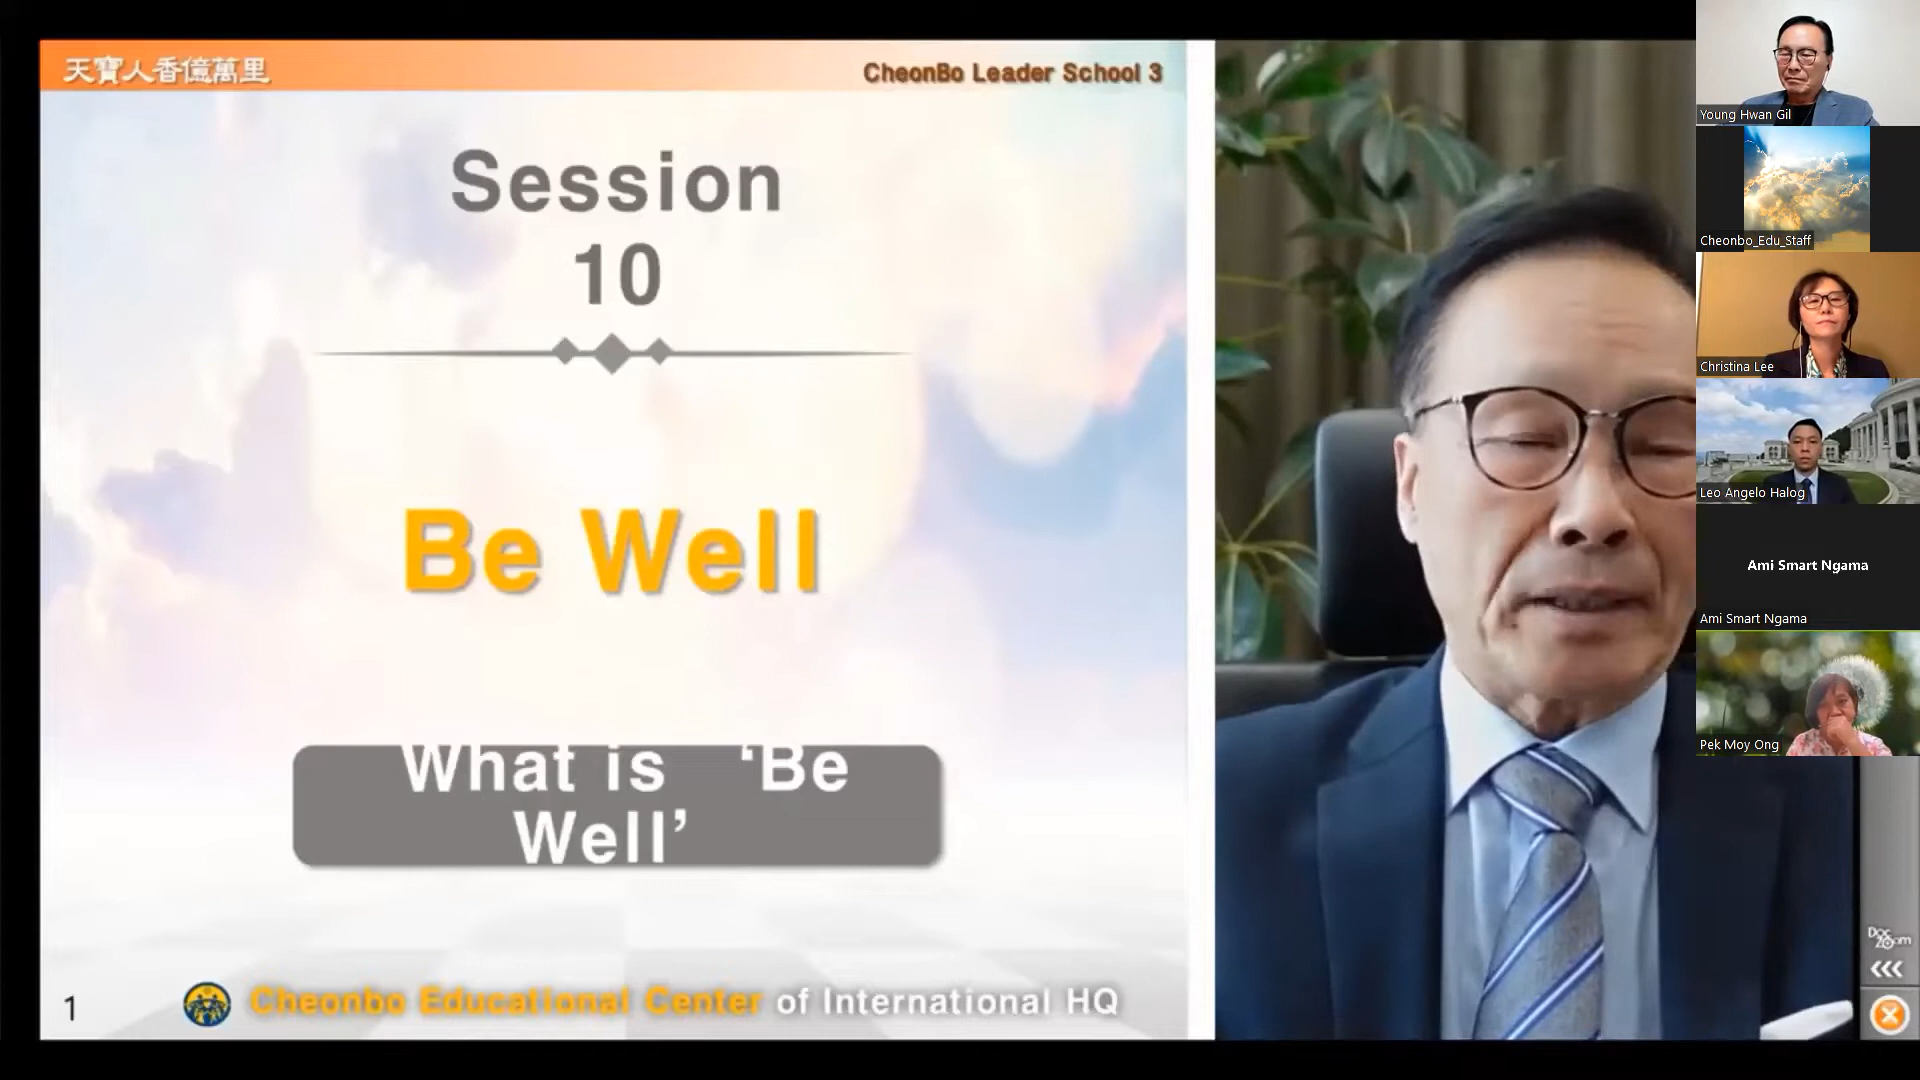 天寶人香億萬里
CheonBo Leader School 3
Session
10
Be Well
What is ‘Be
Well’
1
Cheonbo Educational Center of International HQ
Young Hwan Gil
Cheonbo_Edu_Staff
Christina Lee
Leo Angelo Halog
Ami Smart Ngama
Ami Smart Ngama
Pek Moy Ong
Doc
Zoom